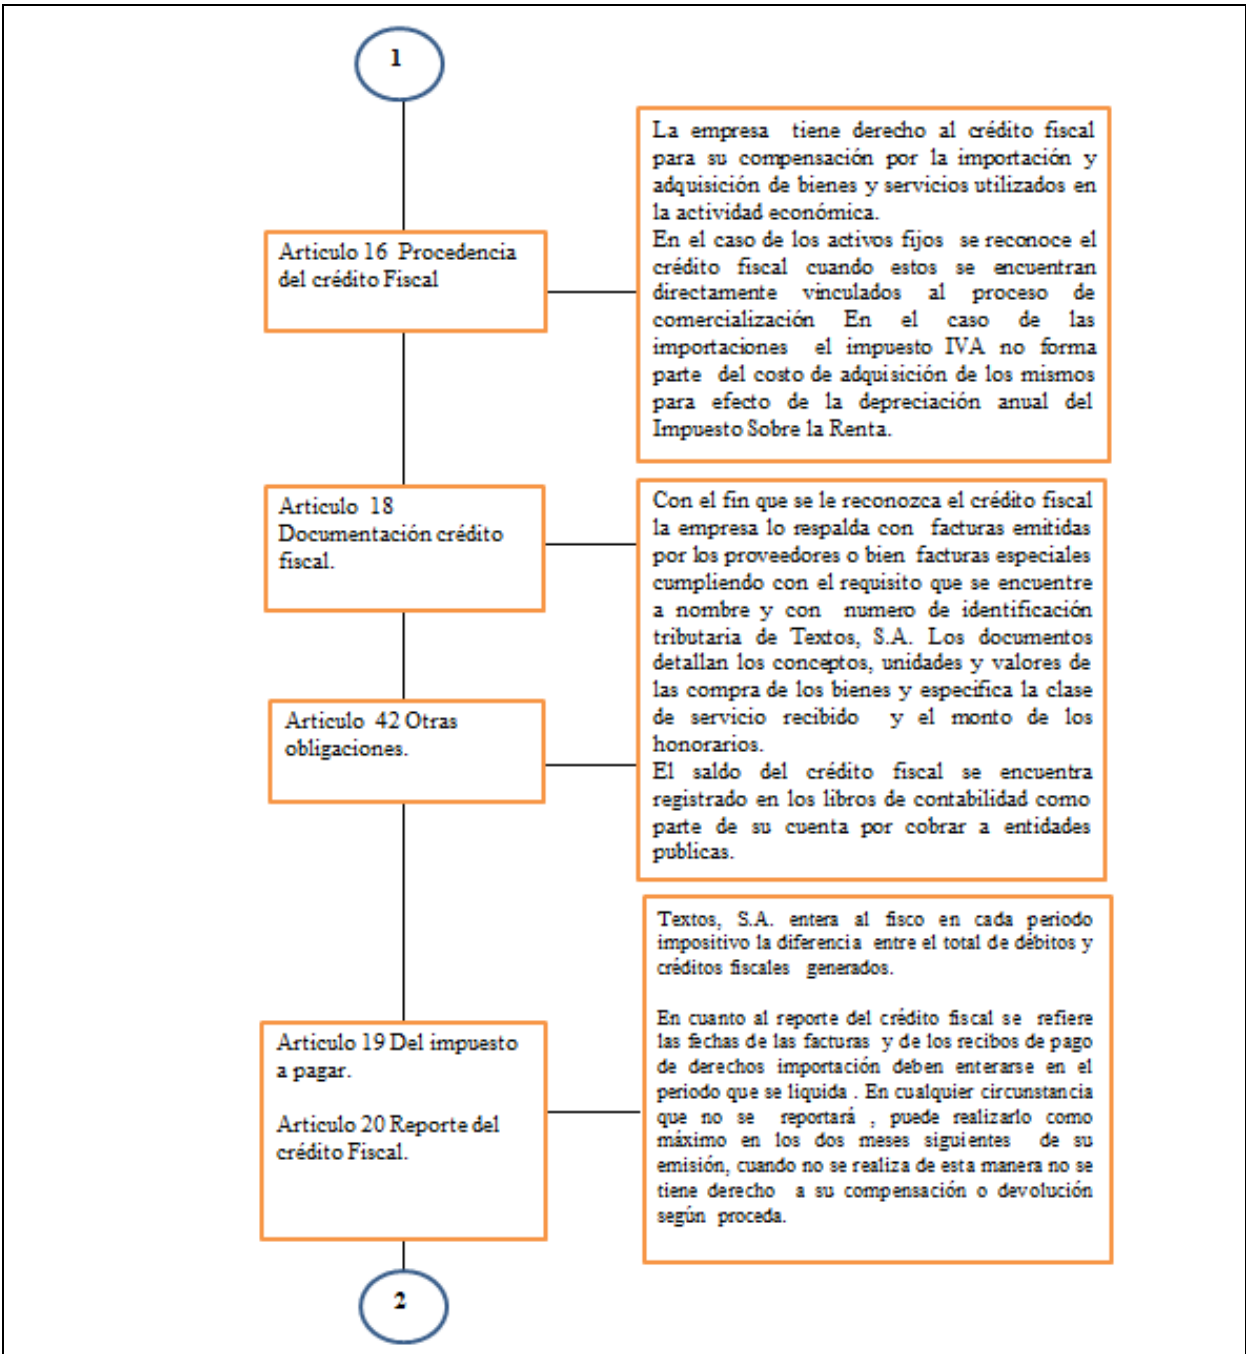 1
La empresa tiene derecho al crédito fiscal
para su compensación por la importación y
adquisición de bienes y servicios utilizados en
la actividad económica.
En el caso de los activos fijos se reconoce el
crédito fiscal cuando estos se encuentran
directamente vinculados al proceso de
comercialización En el caso de las
importaciones el impuesto IVA no forma
parte del costo de adquisición de los mismos
para efecto de la depreciación anual del
Impuesto Sobre la Renta.
Articulo 16 Procedencia
del crédito Fiscal
Articulo 18
Documentación crédito
fiscal.
Con el fin que se le reconozca el crédito fiscal
la empresa lo respalda con facturas emitidas
por los proveedores o bien facturas especiales
cumpliendo con el requisito que se encuentre
a nombre y con numero de identificación
tributaria de Textos, S.A. Los documentos
detallan los conceptos, unidades y valores de
las compra de los bienes y especifica la clase
de servicio recibido y el monto de los
honorarios.
El saldo del crédito fiscal se encuentra
registrado en los libros de contabilidad como
parte de su cuenta por cobrar a entidades
publicas.
Articulo 42 Otras
obligaciones.
Textos, S.A. entera al fisco en cada periodo
impositivo la diferencia entre el total de débitos y
créditos fiscales generados.
En cuanto al reporte del crédito fiscal se refiere
las fechas de las facturas y de los recibos de pago
de derechos importación deben enterarse en el
periodo que se liquida . En cualquier circunstancia
que no se reportará , puede realizarlo como
máximo en los dos meses siguientes de su
emisión, cuando no se realiza de esta manera no se
tiene derecho a su compensación o devolución
según proceda.
Articulo 19 Del impuesto
a pagar.
Articulo 20 Reporte del
crédito Fiscal.
2